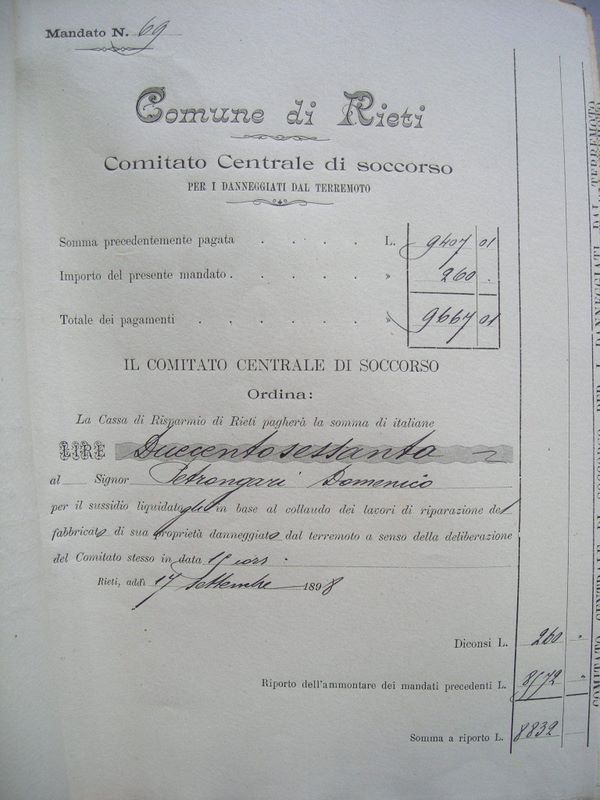 Mandato N. 69
Comune di Rieti
Comitato Centrale di soccorso
PER I DANNEGGIATI DAL TERREMOTO
Somma precedentemente pagata . . . . L. 9407 01
Importo del presente mandato . . . . . » 260 .
Totale dei pagamenti . . . . . » 9667 01
IL COMITATO CENTRALE DI SOCCORSO
Ordina:
La Cassa di Risparmio di Rieti pagherà la somma di italiane
LIRE Duecentosessanta
al Signor Petrongari Domenico
per il sussidio liquidatogli in base al collaudo dei lavori di riparazione del
fabbricato di sua proprietà danneggiato dal terremoto a senso della deliberazione
del Comitato stesso in data cors.
Rieti, addì 17 Settembre 1898
Diconsi L. 260 "
Riporto dell'ammontare dei mandati precedenti L. 8572 "
Somma a riporto L. 8832